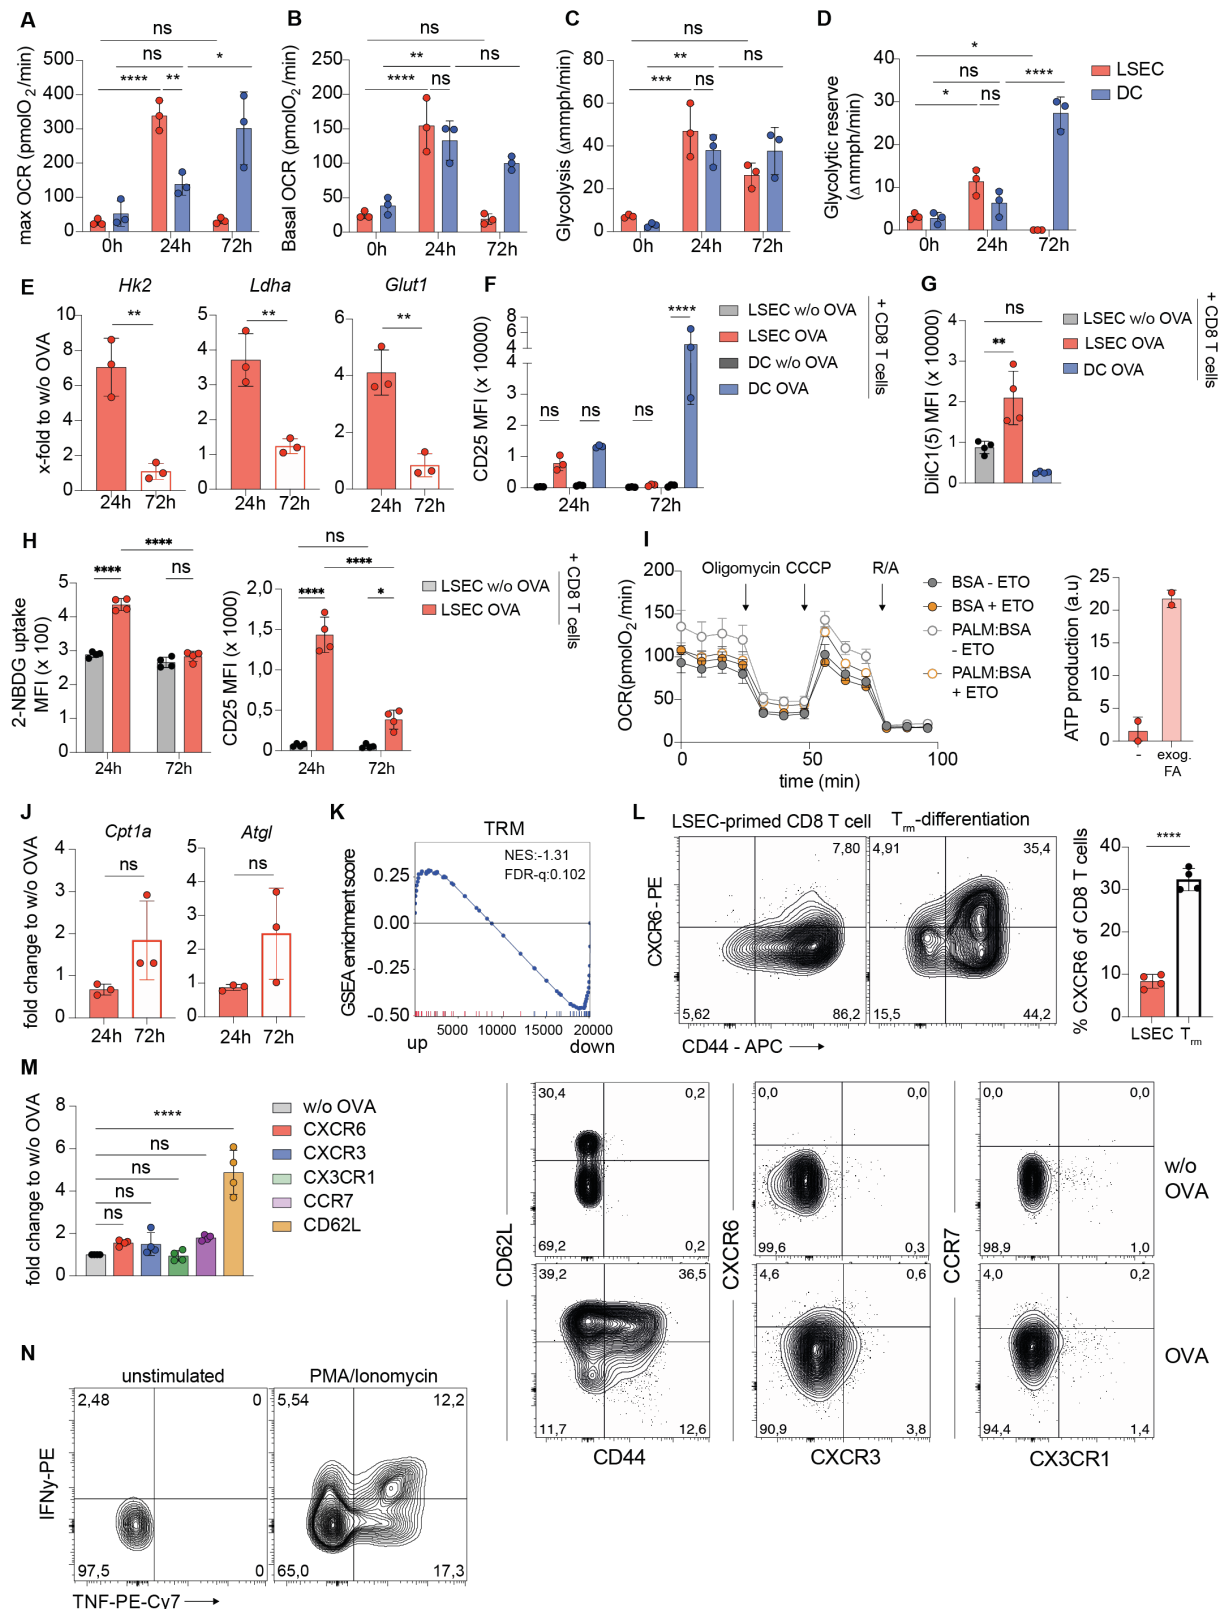 A
max OCR (pmolO2/min)
500
400
300
200
100
0
ns
ns
*
****
**
0h
24h
72h
B
Basal OCR (pmolO2/min)
250
200
150
100
50
0
ns
**
ns
****
ns
0h
24h
72h
C
Glycolysis (Δmmph/min)
80
60
40
20
0
ns
**
ns
***
ns
0h
24h
72h
D
Glycolytic reserve
(Δmmph/min)
40
30
20
10
0
*
ns
****
*
ns
0h
24h
72h
LSEC
DC
E
x-fold to w/o OVA
Hk2
10
8
6
4
2
0
**
24h
72h
Ldha
5
4
3
2
1
0
**
24h
72h
Glut1
6
4
2
0
**
24h
72h
F
CD25 MFI (x 10000)
8
6
4
3
2
1
0
ns
ns
ns
****
24h
72h
LSEC w/o OVA
LSEC OVA
DC w/o OVA
DC OVA
+ CD8 T cells
G
DilC1(5) MFI (x 10000)
4
3
2
1
0
ns
**
LSEC w/o OVA
LSEC OVA
DC OVA
+ CD8 T cells
H
2-NBDG uptake
MFI (x 100)
5
4
3
2
1
0
****
****
ns
24h
72h
CD25 MFI (x 1000)
2,0
1,5
1,0
0,5
0
ns
****
****
*
24h
72h
LSEC w/o OVA
LSEC OVA
+ CD8 T cells
I
OCR(pmolO2/min)
200
150
100
50
0
Oligomycin CCCP
R/A
0
50
100
time (min)
BSA - ETO
BSA + ETO
PALM:BSA
- ETO
PALM:BSA
+ ETO
ATP production (a.u)
25
20
15
10
5
0
-
exog.
FA
J
fold change to w/o OVA
Cpt1a
4
3
2
1
0
ns
24h
72h
Atgl
5
4
3
2
1
0
ns
24h
72h
K
TRM
NES:-1.31
FDR-q:0.102
GSEA enrichment score
0.25
0.00
-0.25
-0.50
5000
10000
15000
20000
up
down
L
LSEC-primed CD8 T cell
Trm-differentiation
7,80
4,91
35,4
5,62
86,2
15,5
44,2
CXCR6 - PE
CD44 - APC
% CXCR6 of CD8 T cells
40
30
20
10
0
****
LSEC
Trm
M
fold change to w/o OVA
8
6
4
2
0
****
ns
ns
ns
ns
w/o OVA
CXCR6
CXCR3
CX3CR1
CCR7
CD62L
CD62L
30,4
0,2
69,2
0,2
39,2
36,5
11,7
12,6
CD44
CXCR6
0,0
0,0
99,6
0,3
4,6
0,6
90,9
3,8
CXCR3
CCR7
0,0
0,0
98,9
1,0
4,0
0,2
94,4
1,4
CX3CR1
w/o
OVA
OVA
N
unstimulated
PMA/Ionomycin
2,48
0
97,5
0
5,54
12,2
65,0
17,3
IFNy-PE
TNF-PE-Cy7